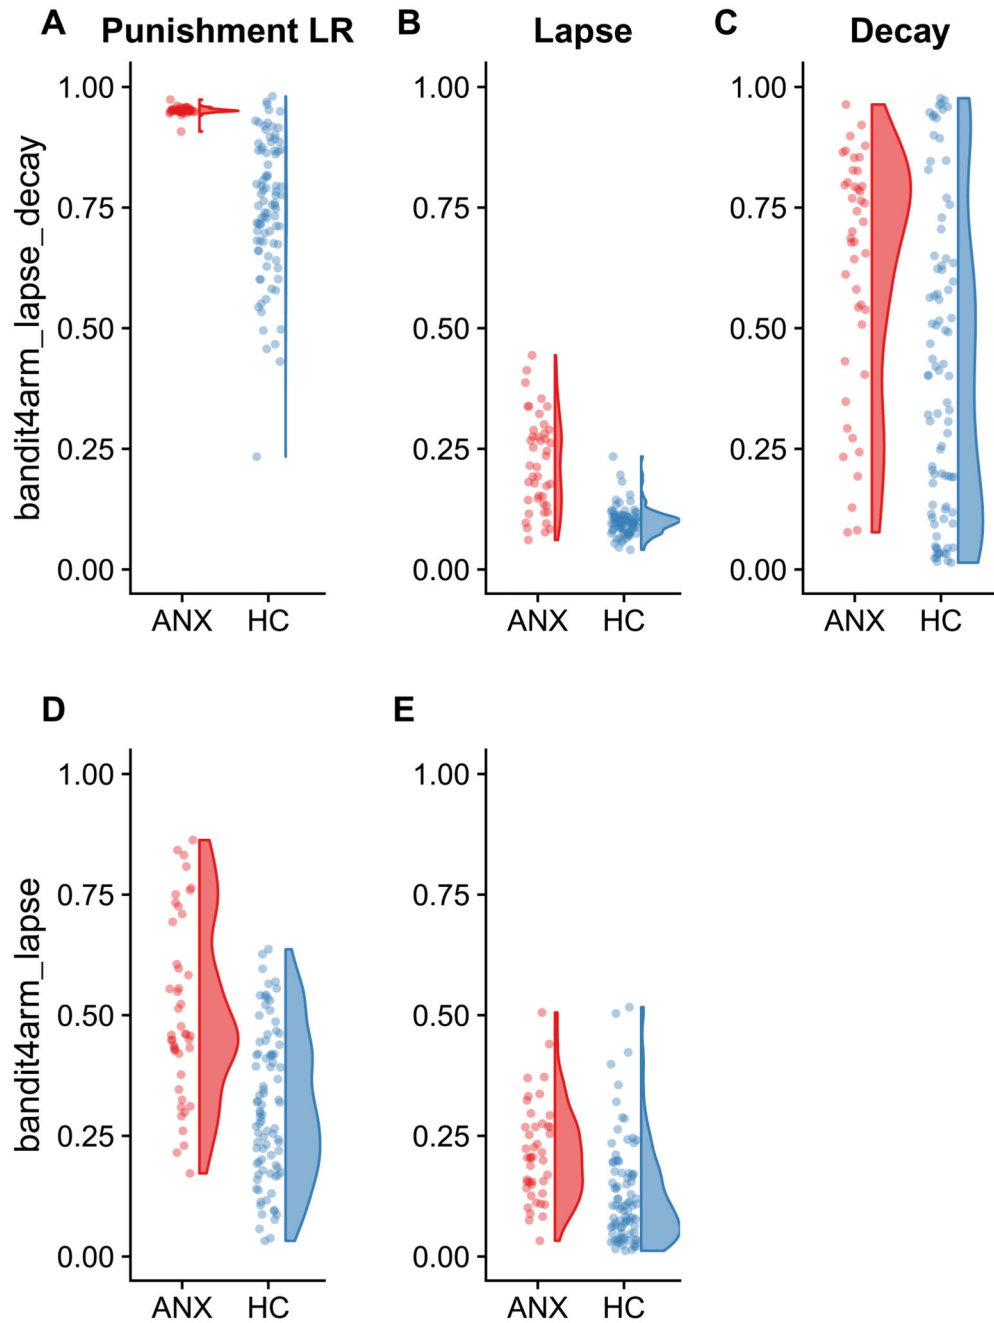 A Punishment LR
B Lapse
C Decay
bandit4arm_lapse_decay
1.00
0.75
0.50
0.25
0.00
ANX HC
1.00
0.75
0.50
0.25
0.00
ANX HC
1.00
0.75
0.50
0.25
0.00
ANX HC
D
E
bandit4arm_lapse
1.00
0.75
0.50
0.25
0.00
ANX HC
1.00
0.75
0.50
0.25
0.00
ANX HC